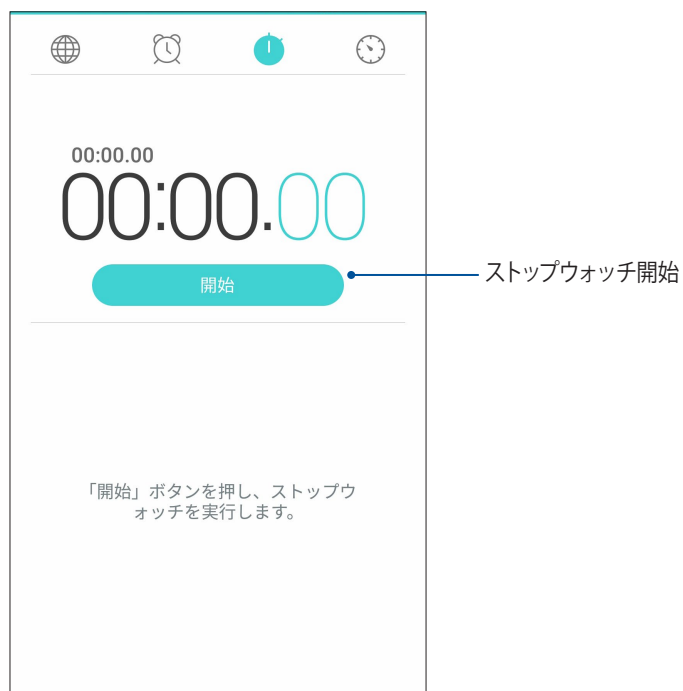 00:00.00
00:00.00
開始
ストップウォッチ開始
「開始」ボタンを押し、ストップウ
ォッチを実行します。